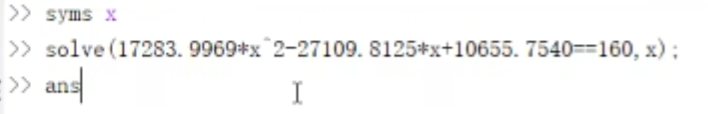 >> syms x
>> solve(17283.9969*x^2-27109.8125*x+10655.7540==160,x);
>> ans